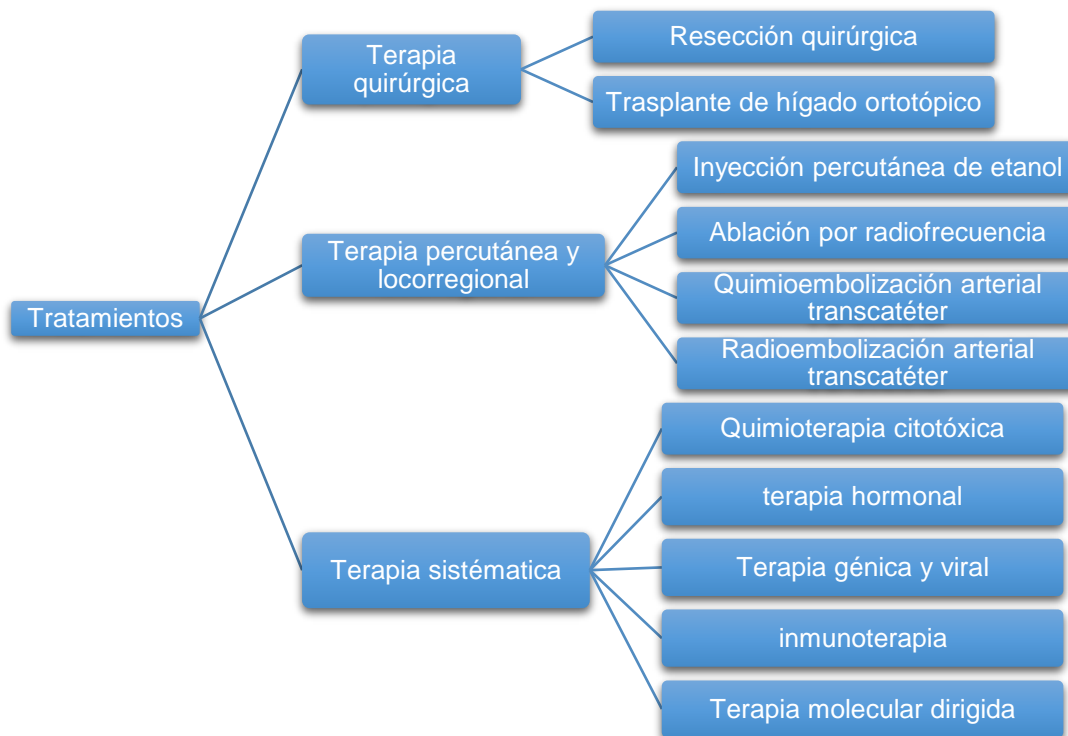 Terapia
quirúrgica
Resección quirúrgica
Trasplante de hígado ortotópico
Terapia percutánea y
locorregional
Inyección percutánea de etanol
Ablación por radiofrecuencia
Quimioembolización arterial
transcatéter
Radioembolización arterial
transcatéter
Tratamientos
Terapia sistématica
Quimioterapia citotóxica
terapia hormonal
Terapia génica y viral
inmunoterapia
Terapia molecular dirigida